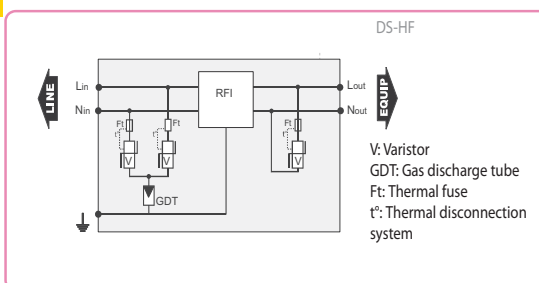 DS-HF
LINE
Lin
Nin
RFI
Lout
Nout
EQUIP
Ft
Ft
Ft
t°
t°
t°
V
V
V
GDT
V: Varistor
GDT: Gas discharge tube
Ft: Thermal fuse
t°: Thermal disconnection
system